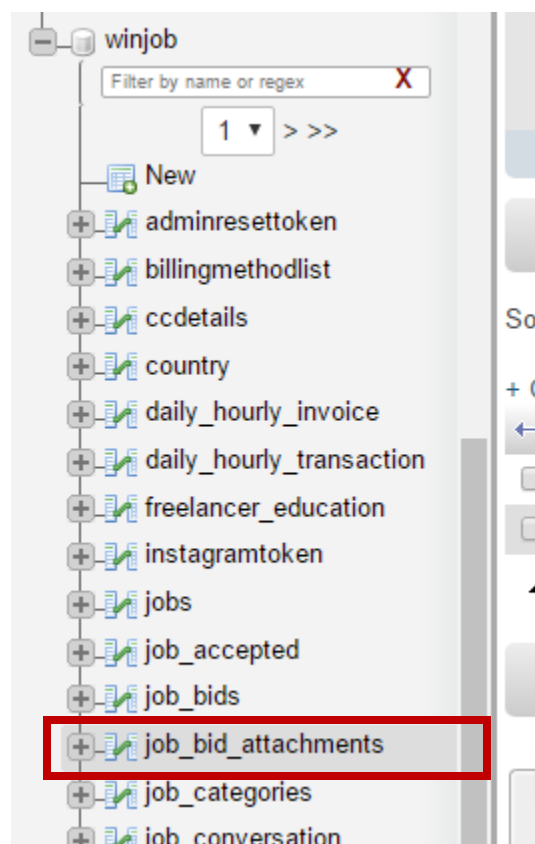 winjob
Filter by name or regex X
1 > >>
New
adminresettoken
billingmethodlist
ccdetails
So
country
+
daily_hourly_invoice
daily_hourly_transaction
freelancer_education
instagramtoken
jobs
job_accepted
job_bids
job_bid_attachments
job_categories
job_conversation